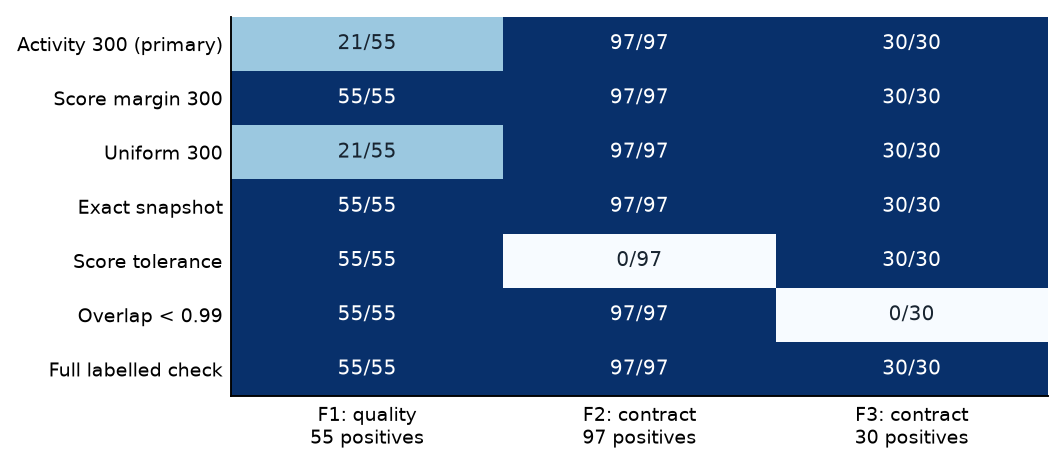 Activity 300 (primary) 21/55 97/97 30/30
Score margin 300 55/55 97/97 30/30
Uniform 300 21/55 97/97 30/30
Exact snapshot 55/55 97/97 30/30
Score tolerance 55/55 0/97 30/30
Overlap < 0.99 55/55 97/97 0/30
Full labelled check 55/55 97/97 30/30
F1: quality F2: contract F3: contract
55 positives 97 positives 30 positives